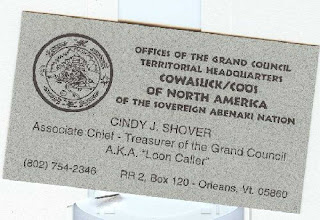 OFFICES OF THE GRAND COUNCIL
TERRITORIAL HEADQUARTERS
COWASUCK/COOS
OF NORTH AMERICA
OF THE SOVEREIGN ABENAKI NATION
CINDY J. SHOVER
Associate Chief - Treasurer of the Grand Council
A.K.A. "Loon Caller"
(802) 754-2346
RR 2, Box 120 - Orleans, Vt. 05860